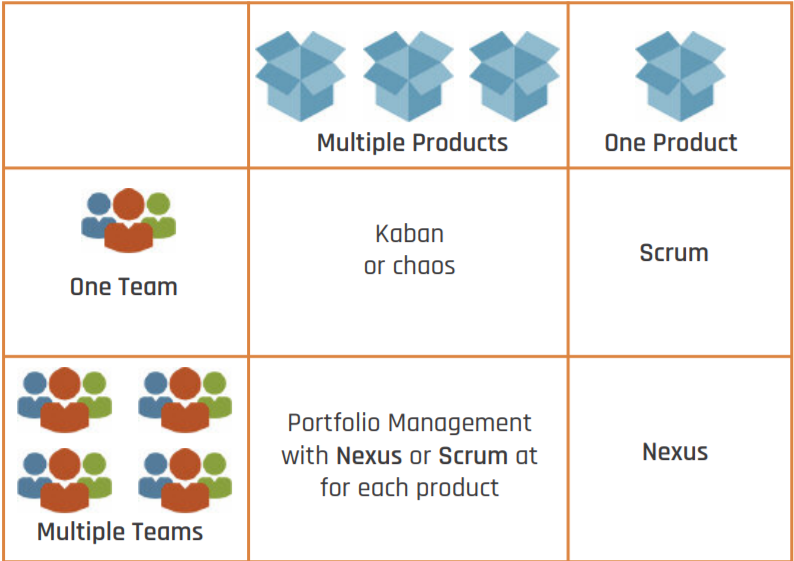 Multiple Products
One Product
One Team
Kaban
or chaos
Scrum
Multiple Teams
Portfolio Management
with Nexus or Scrum at
for each product
Nexus